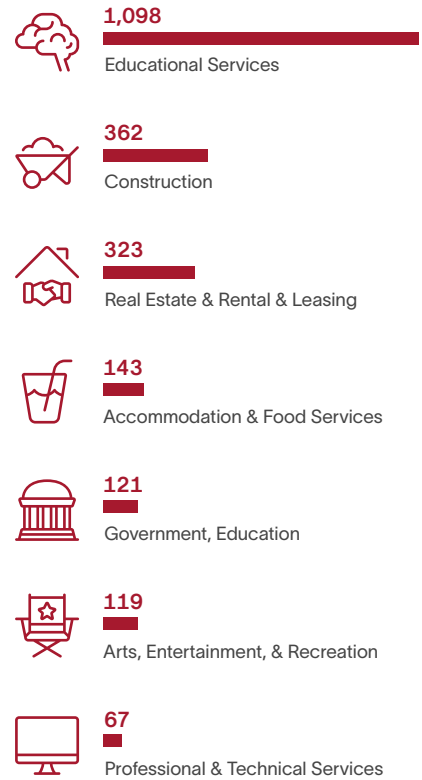 1,098
Educational Services
362
Construction
323
Real Estate & Rental & Leasing
143
Accommodation & Food Services
121
Government, Education
119
Arts, Entertainment, & Recreation
67
Professional & Technical Services